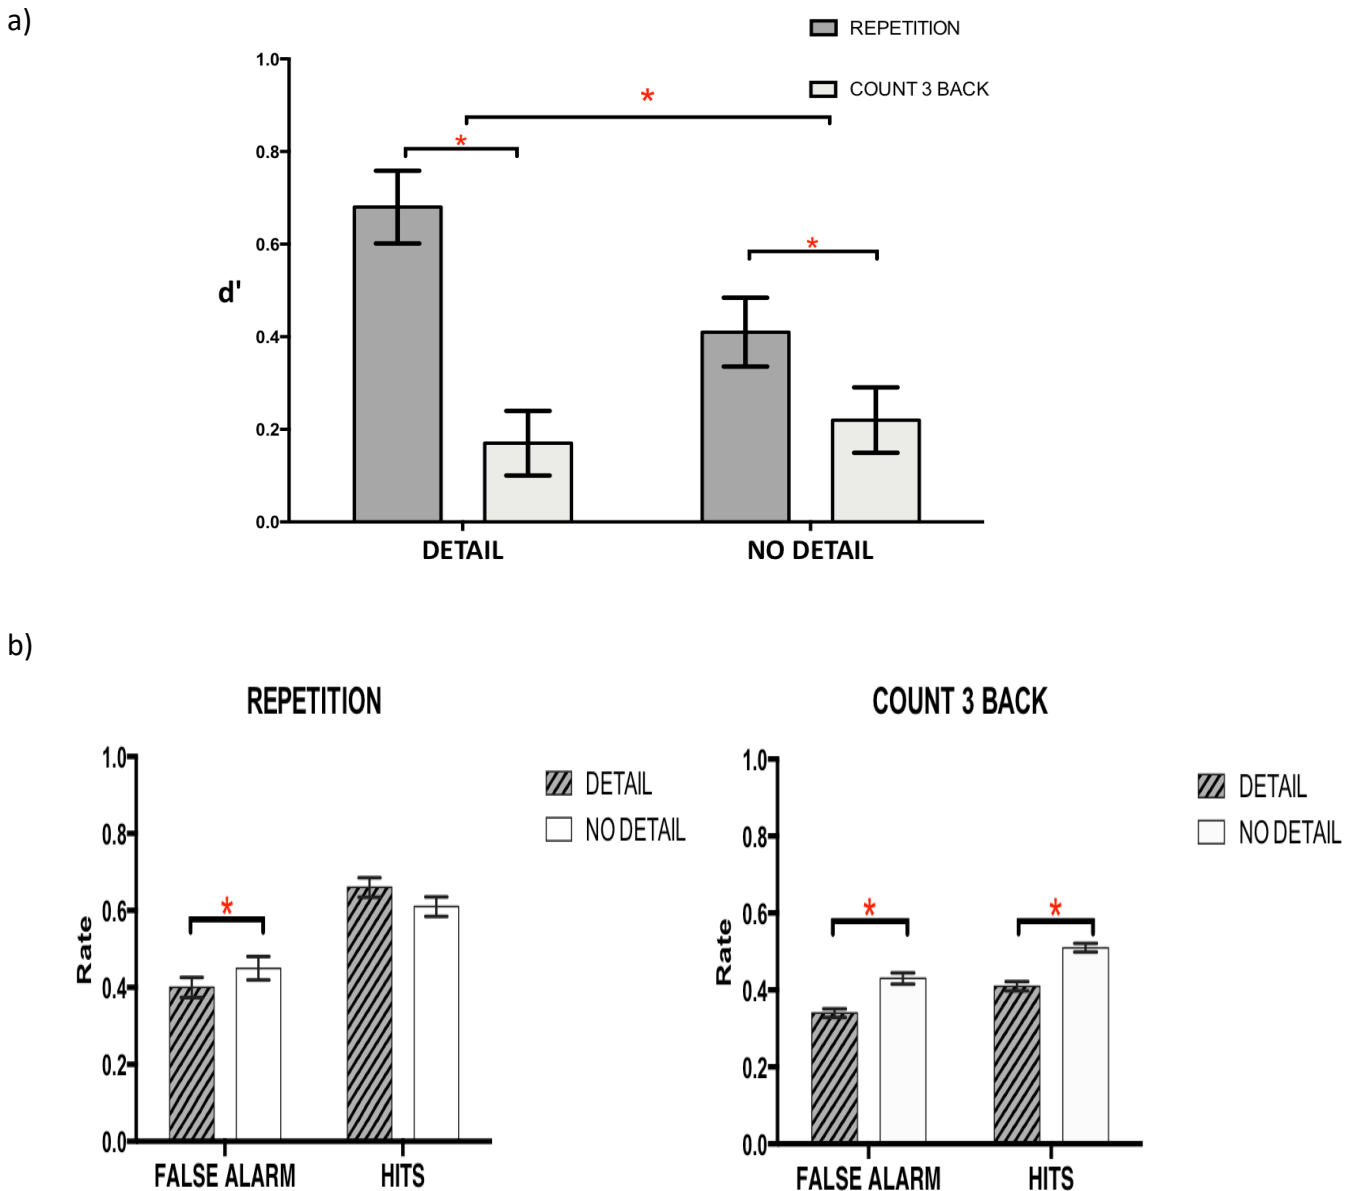 a)
REPETITION
COUNT 3 BACK
*
*
*
1.0
0.8
0.6
0.4
0.2
0.0
d'
DETAIL NO DETAIL
b)
REPETITION
1.0
0.8
0.6
0.4
0.2
0.0
Rate
*
DETAIL
NO DETAIL
FALSE ALARM HITS
COUNT 3 BACK
1.0
0.8
0.6
0.4
0.2
0.0
Rate
*
*
DETAIL
NO DETAIL
FALSE ALARM HITS